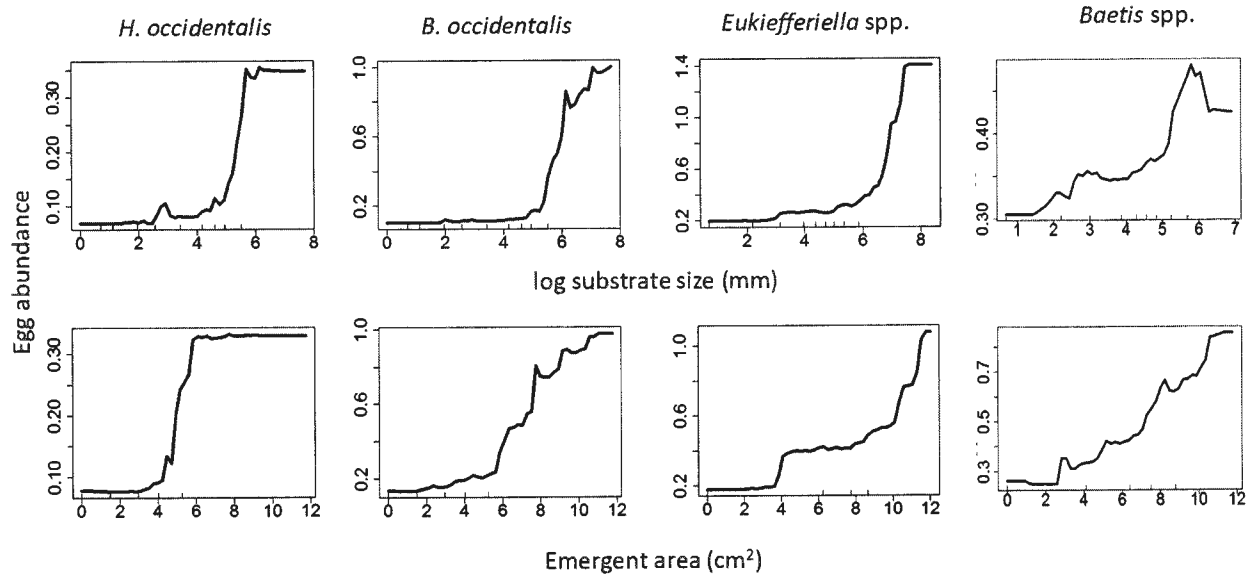 H. occidentalis B. occidentalis Eukiefferiella spp. Baetis spp.
Egg abundance
0.30
0.20
0.10
0 2 4 6 8
1.0
0.6
0.2
0 2 4 6 8
1.4
1.0
0.6
0.2
2 4 6 8
0.40
0.30
1 2 3 4 5 6 7
log substrate size (mm)
0.30
0.20
0.10
0 2 4 6 8 10 12
1.0
0.6
0.2
0 2 4 6 8 10 12
1.0
0.6
0.2
0 2 4 6 8 10 12
0.7
0.5
0.3
0 2 4 6 8 10 12
Emergent area (cm²)